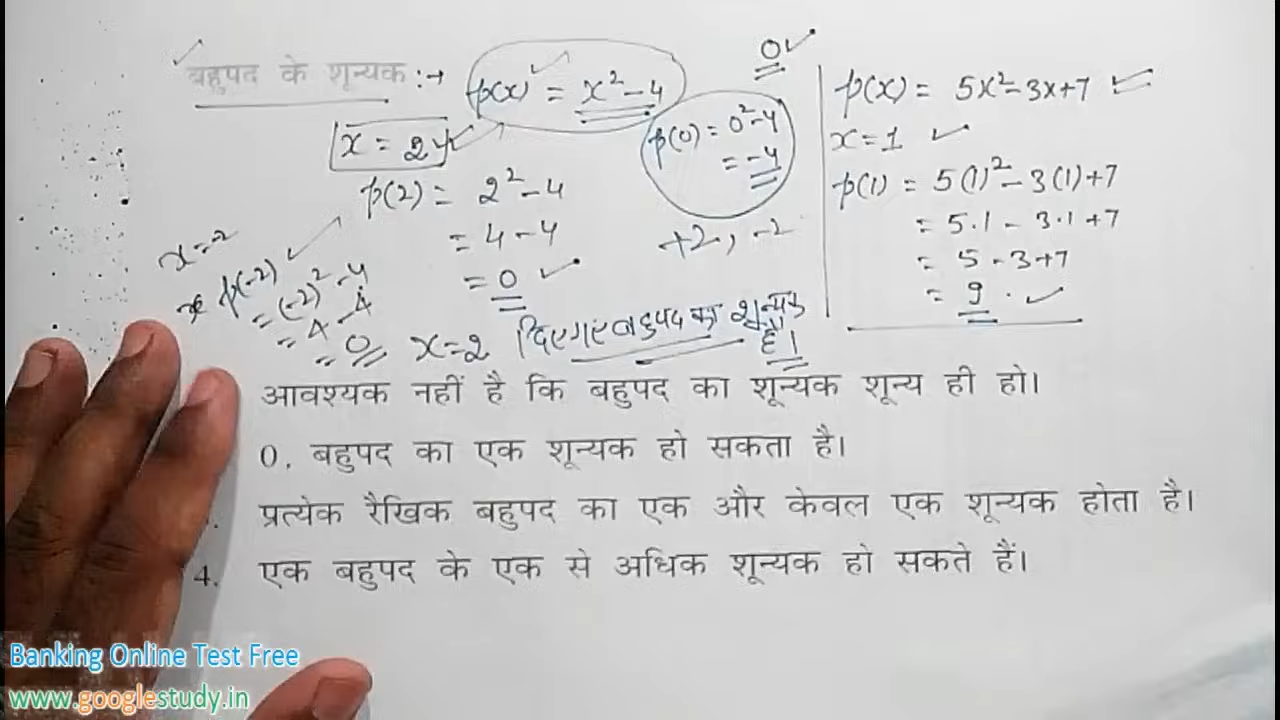 बहुपद के शून्यक :→ p(x) = x² - 4
0
x = 2
p(0) = 0² - 4
= -4
p(2) = 2² - 4
= 4 - 4
= 0
+2, -2
x = -2
p(-2)
= (-2)² - 4
= 4 - 4
= 0
x = 2 दिए गए बहुपद का शून्यक है।
p(x) = 5x² - 3x + 7
x = 1
p(1) = 5(1)² - 3(1) + 7
= 5.1 - 3.1 + 7
= 5 - 3 + 7
= 9.
आवश्यक नहीं है कि बहुपद का शून्यक शून्य ही हो।
0, बहुपद का एक शून्यक हो सकता है।
प्रत्येक रैखिक बहुपद का एक और केवल एक शून्यक होता है।
4. एक बहुपद के एक से अधिक शून्यक हो सकते हैं।
Banking Online Test Free
www.googlestudy.in